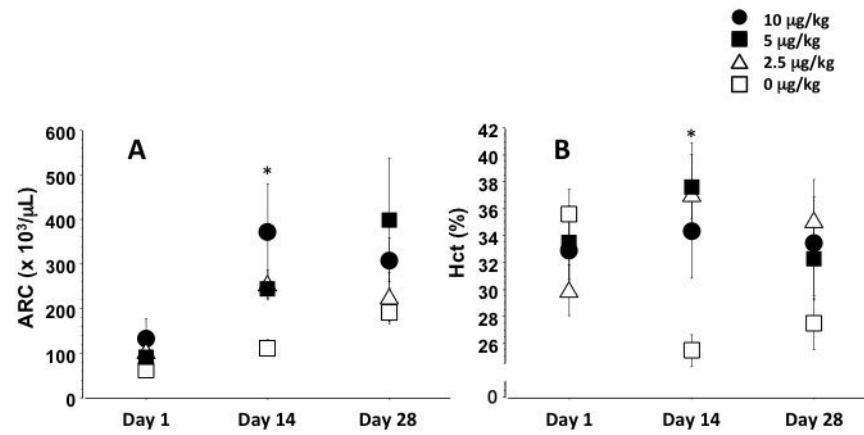 10 µg/kg
5 µg/kg
2.5 µg/kg
0 µg/kg
A
ARC (x 10³/µL)
600
500
400
300
200
100
0
*
Day 1 Day 14 Day 28
B
Hct (%)
42
40
38
36
34
32
30
28
26
0
*
Day 1 Day 14 Day 28